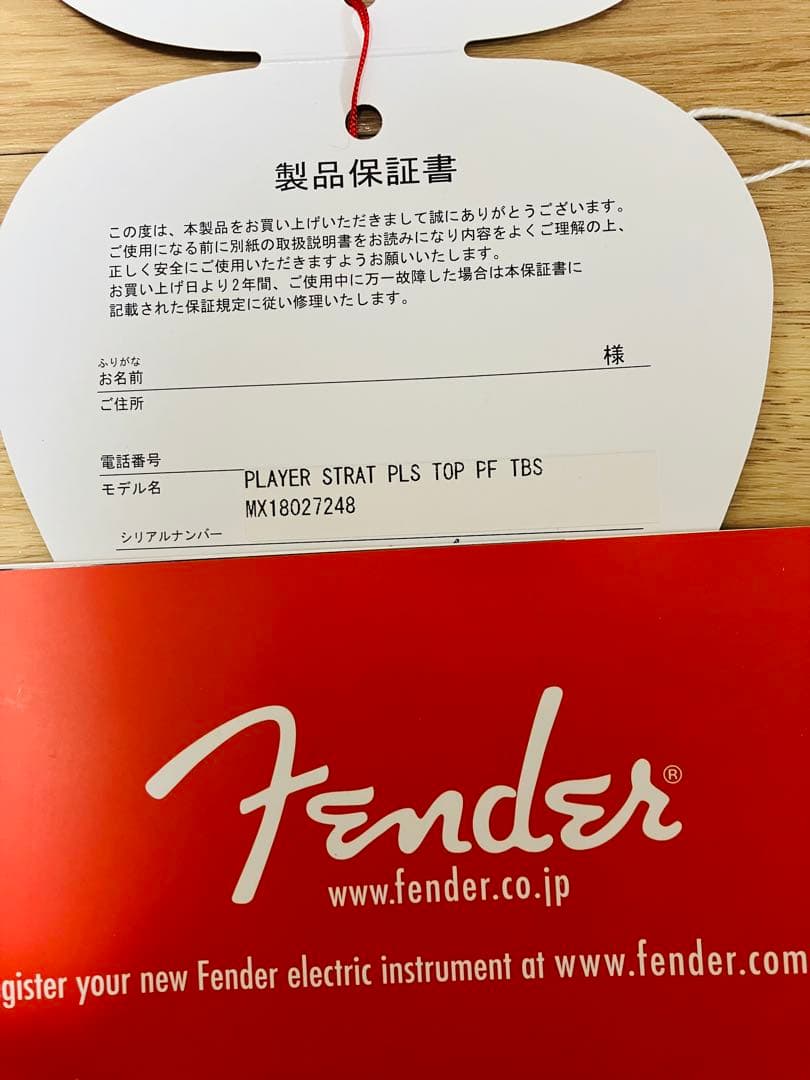 製品保証書
この度は、本製品をお買い上げいただきまして誠にありがとうございます。
ご使用になる前に別紙の取扱説明書をお読みになり内容をよくご理解の上、
正しく安全にご使用いただきますようお願いいたします。
お買い上げ日より2年間、ご使用中に万一故障した場合は本保証書に
記載された保証規定に従い修理いたします。
ふりがな
お名前 様
ご住所
電話番号
モデル名 PLAYER STRAT PLS TOP PF TBS
MX18027248
シリアルナンバー
Fender®
www.fender.co.jp
egister your new Fender electric instrument at www.fender.com